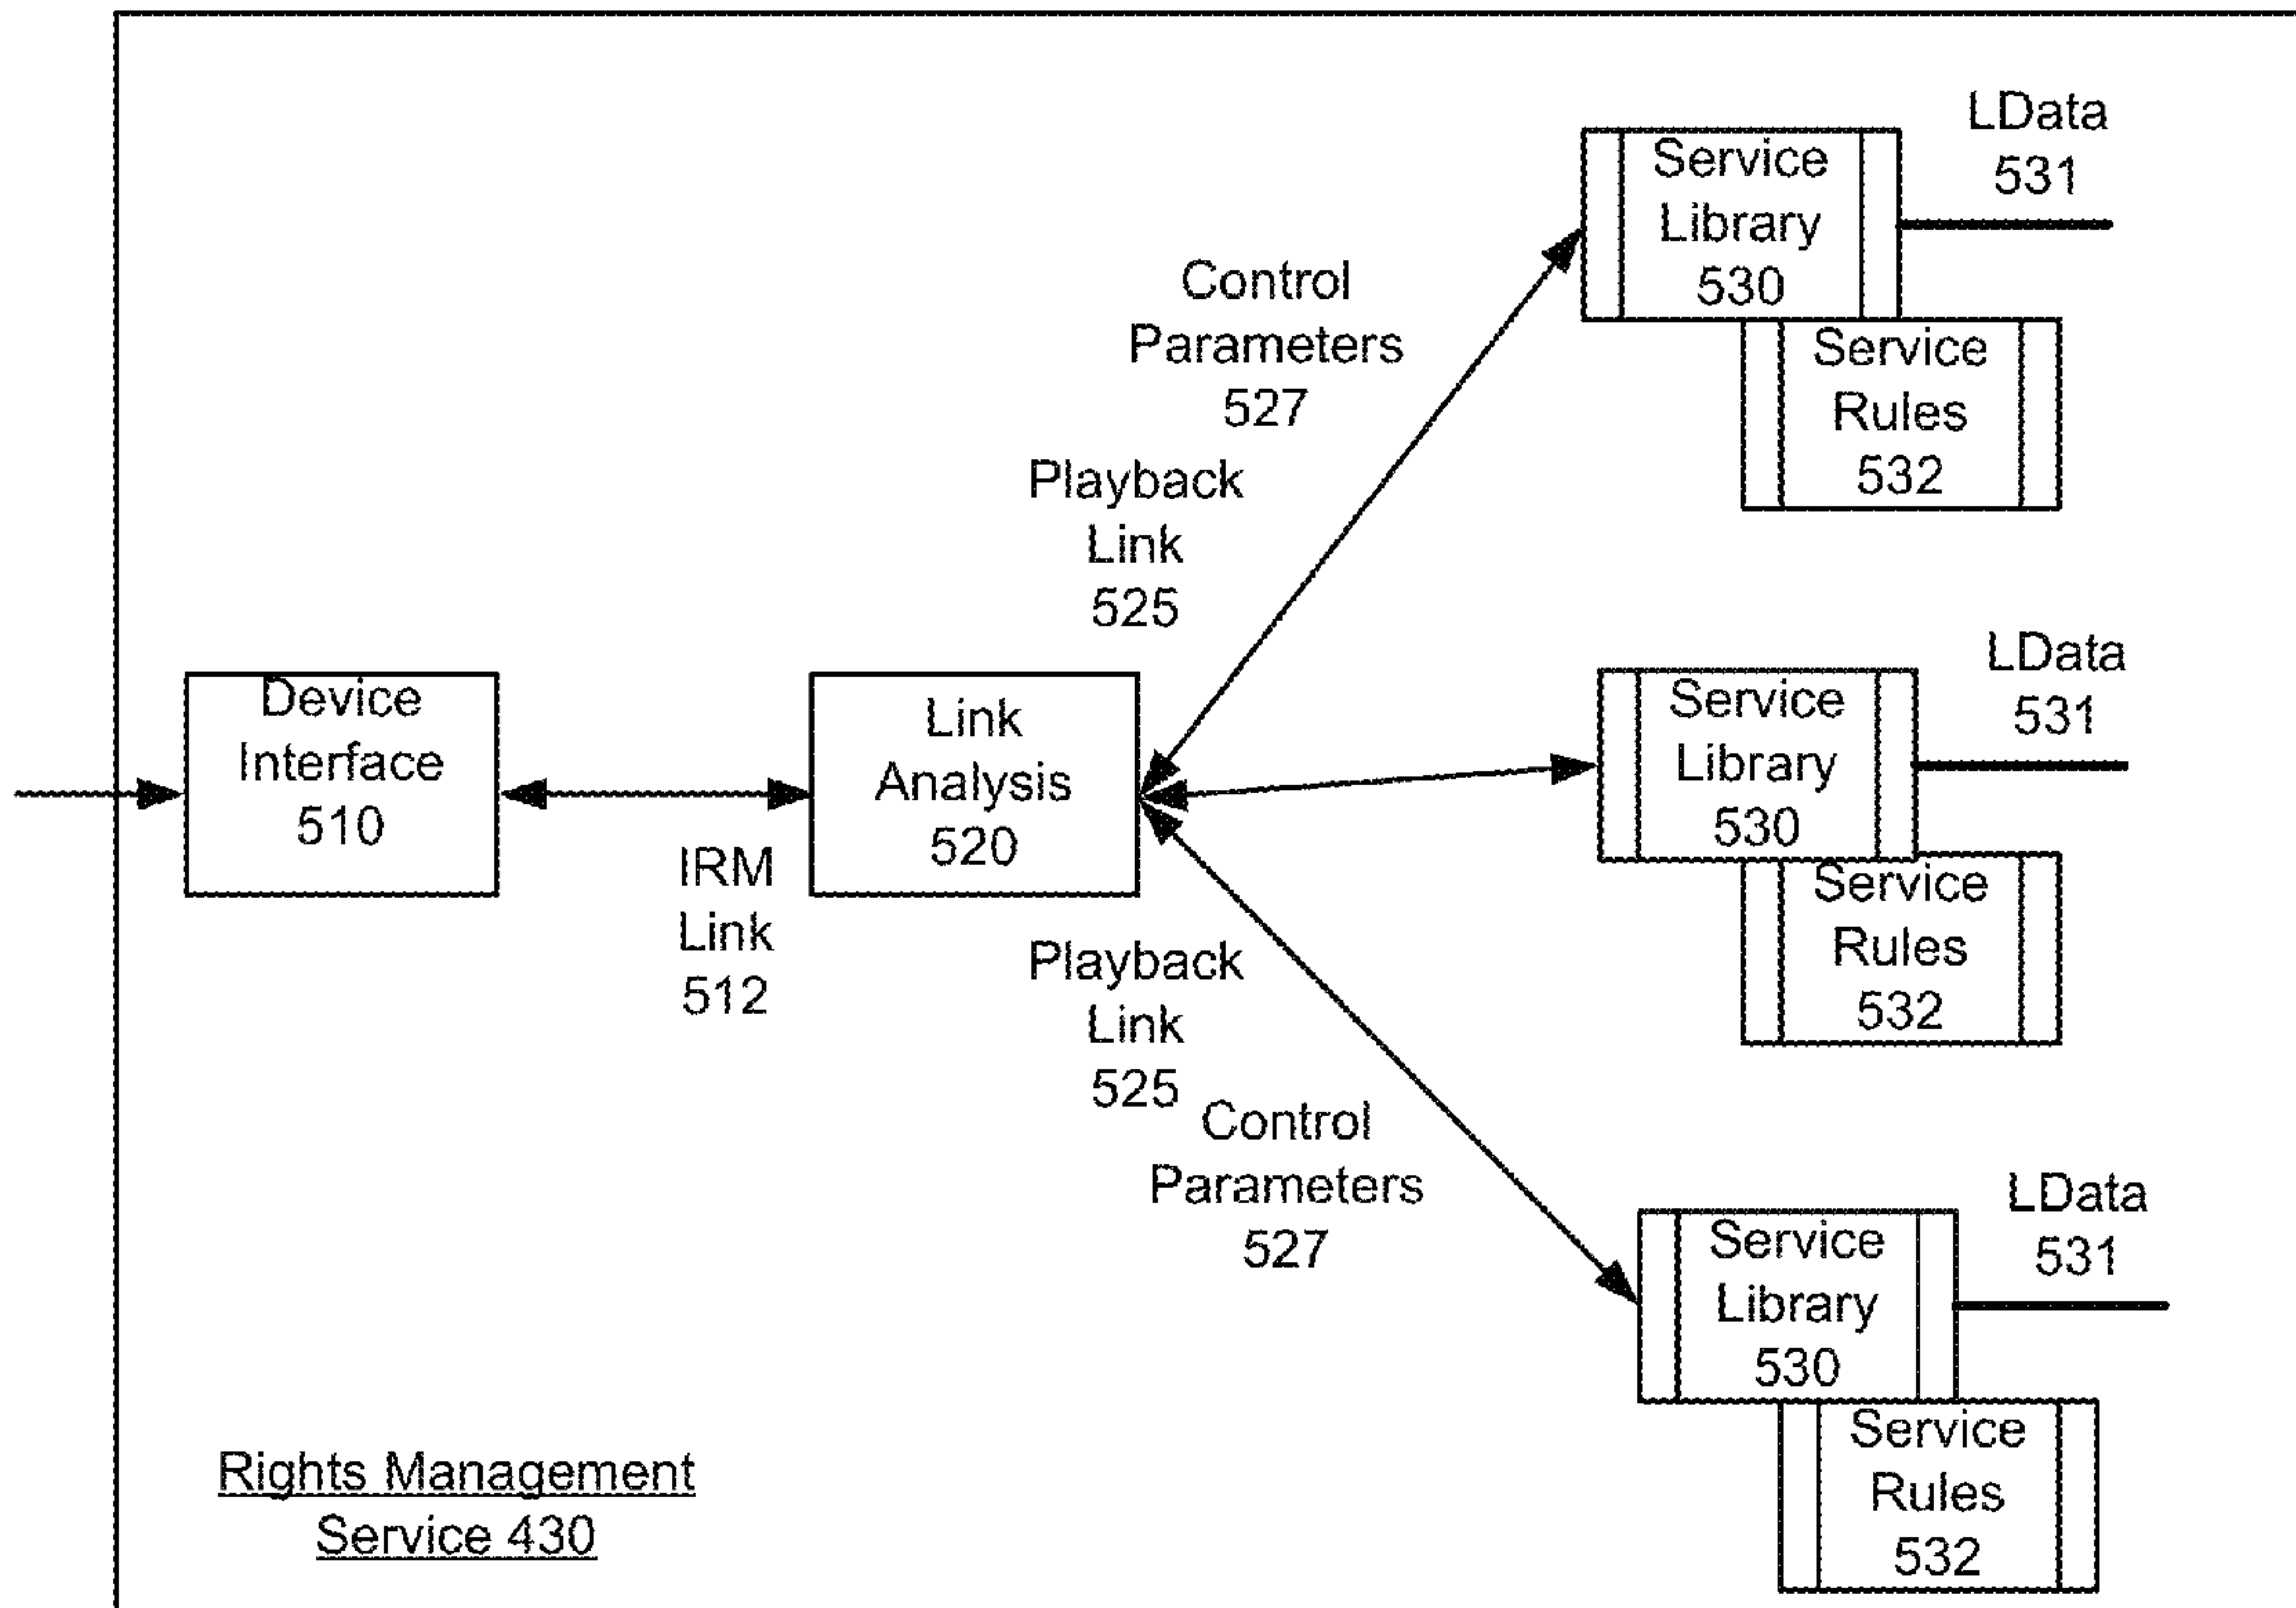 LData
531
Service
Library
530
Control
Parameters
527
Service
Rules
532
Playback
Link
525
LData
531
Device
Interface
510
Link
Analysis
520
Service
Library
530
IRM
Link
512
Service
Rules
532
Playback
Link
525
Control
Parameters
527
LData
531
Service
Library
530
Service
Rules
532
Rights Management
Service 430